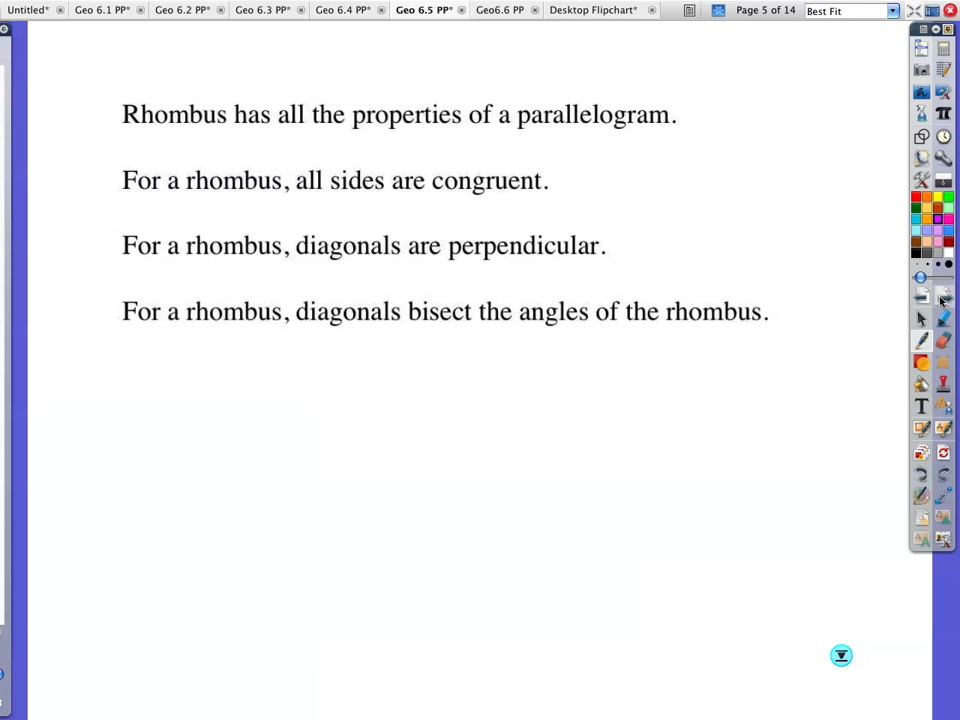 Untitled* Geo 6.1 PP* Geo 6.2 PP* Geo 6.3 PP* Geo 6.4 PP* Geo 6.5 PP* Geo6.6 PP Desktop Flipchart* Page 5 of 14 Best Fit
Rhombus has all the properties of a parallelogram.
For a rhombus, all sides are congruent.
For a rhombus, diagonals are perpendicular.
For a rhombus, diagonals bisect the angles of the rhombus.